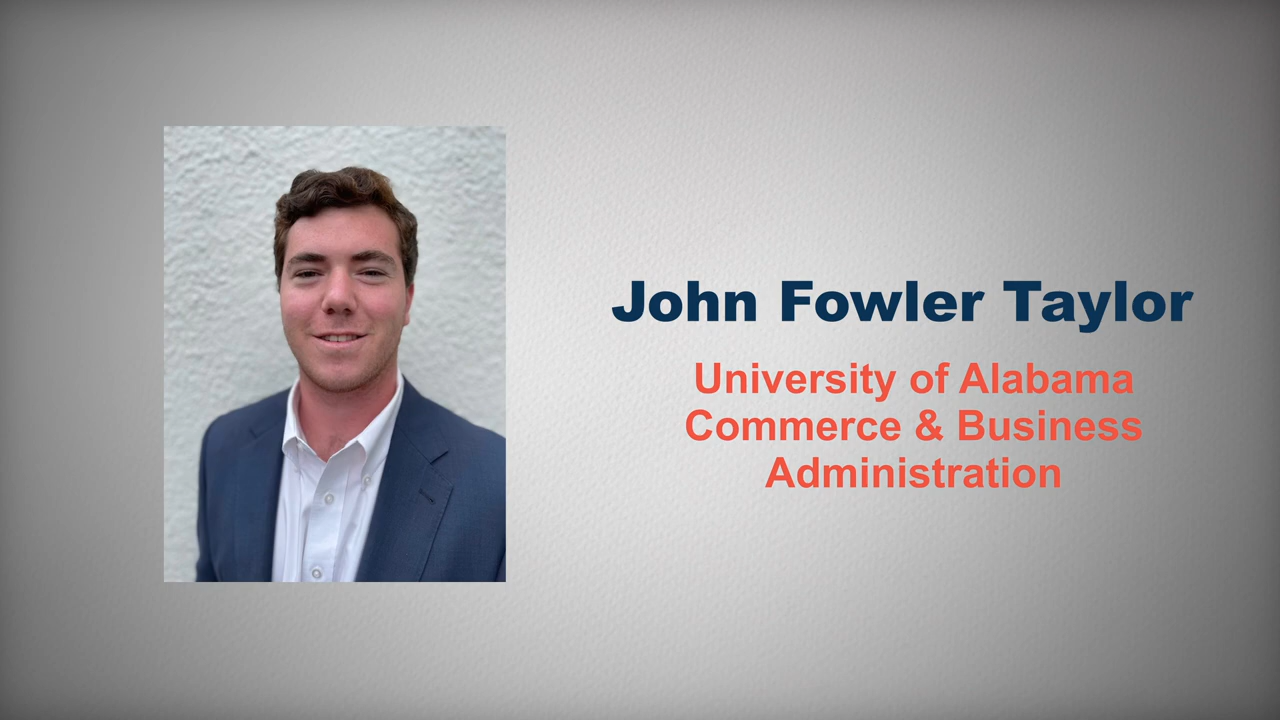 John Fowler Taylor
University of Alabama
Commerce & Business
Administration